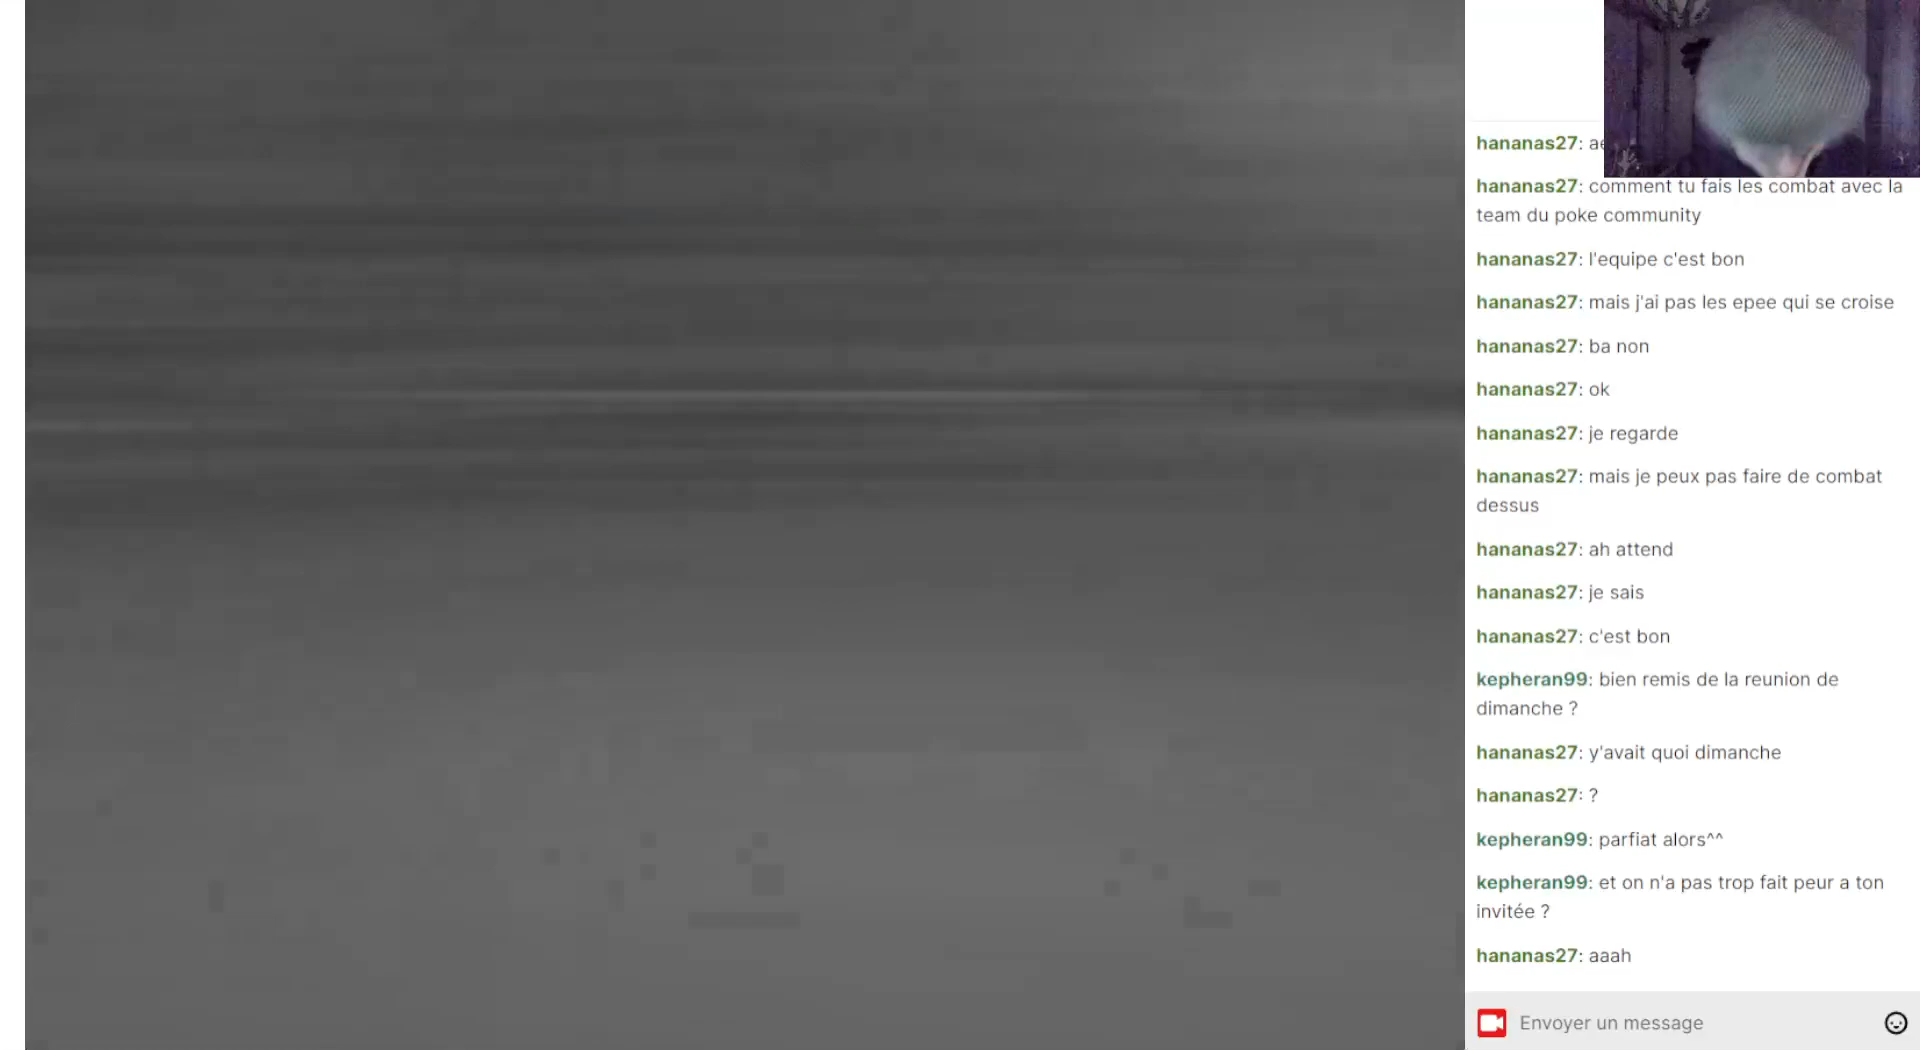 hananas27:
hananas27: comment tu fais les combat avec la
team du poke community
hananas27: l'equipe c'est bon
hananas27: mais j'ai pas les epee qui se croise
hananas27: ba non
hananas27: ok
hananas27: je regarde
hananas27: mais je peux pas faire de combat
dessus
hananas27: ah attend
hananas27: je sais
hananas27: c'est bon
kepheran99: bien remis de la reunion de
dimanche ?
hananas27: y'avait quoi dimanche
hananas27: ?
kepheran99: parfiat alors^^
kepheran99: et on n'a pas trop fait peur a ton
invitée ?
hananas27: aaah
Envoyer un message